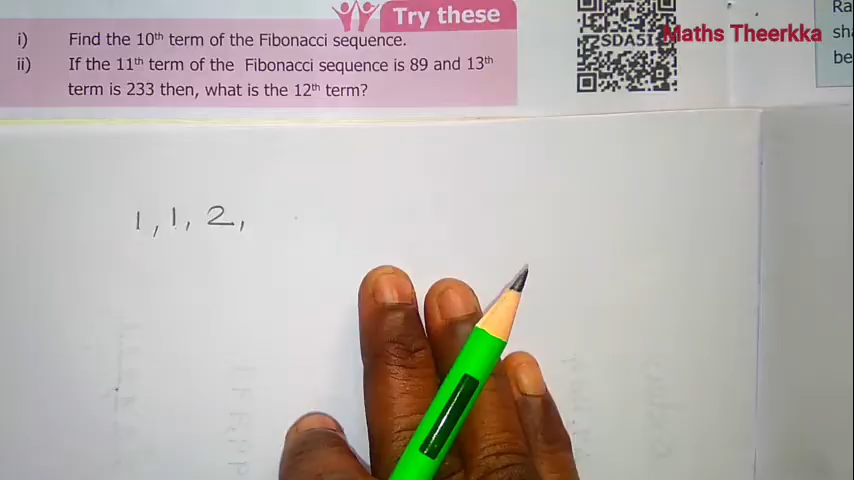 Try these
i) Find the 10th term of the Fibonacci sequence.
ii) If the 11th term of the Fibonacci sequence is 89 and 13th
term is 233 then, what is the 12th term?
Maths Theerkka
Ra
sh
be
1, 1, 2,